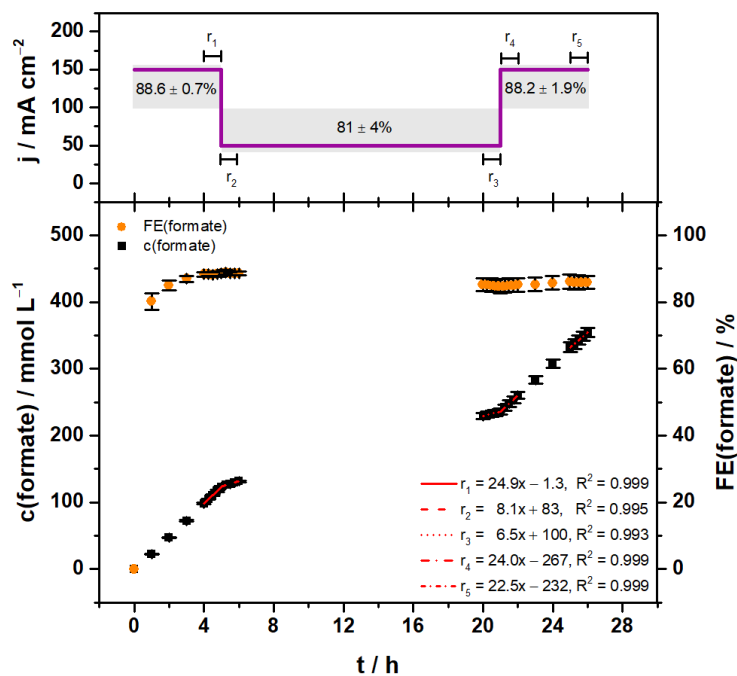 j / mA cm⁻²
200
150
100
50
0
r₁
r₄
r₅
88.6 ± 0.7%
81 ± 4%
88.2 ± 1.9%
r₂
r₃
c(formate) / mmol L⁻¹
500
400
300
200
100
0
FE(formate)
c(formate)
r₁ = 24.9x − 1.3, R² = 0.999
r₂ = 8.1x + 83, R² = 0.995
r₃ = 6.5x + 100, R² = 0.993
r₄ = 24.0x − 267, R² = 0.999
r₅ = 22.5x − 232, R² = 0.999
100
80
60
40
20
0
FE(formate) / %
0 4 8 12 16 20 24 28
t / h